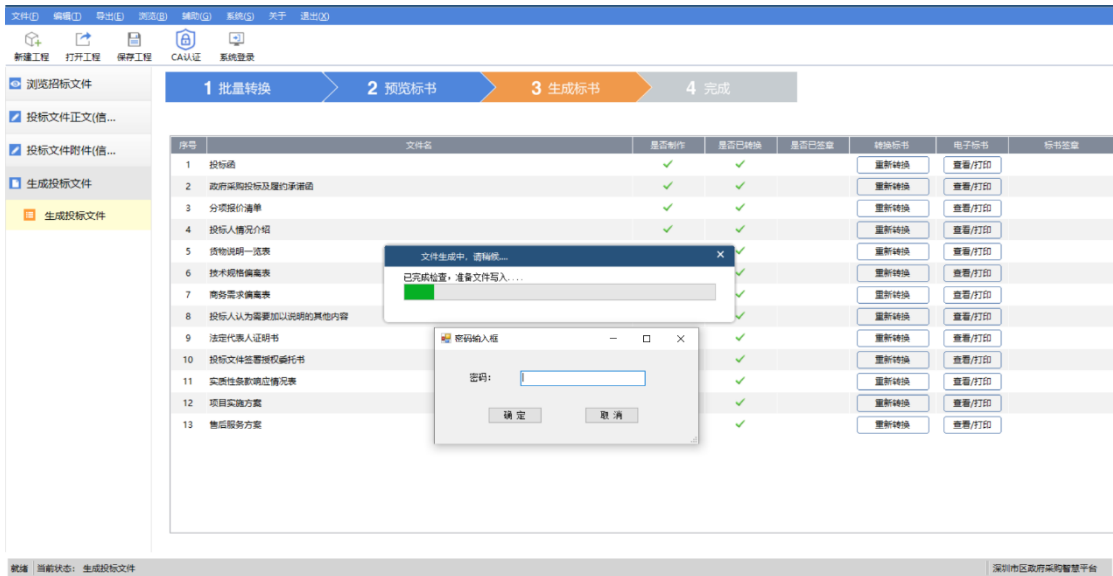 文件(F) 编辑(I) 导出(E) 浏览(B) 辅助(G) 系统(S) 关于 退出(X)
新建工程 打开工程 保存工程 CA认证 系统登录
浏览招标文件
投标文件正文(信...
投标文件附件(信...
生成投标文件
生成投标文件
1 批量转换 2 预览标书 3 生成标书 4 完成
序号 文件名 是否制作 是否已转换 是否已签章 转换标书 电子标书 标书签章
1 投标函 重新转换 查看/打印
2 政府采购投标及履约承诺函 重新转换 查看/打印
3 分项报价清单 重新转换 查看/打印
4 投标人情况介绍 重新转换 查看/打印
5 货物说明一览表 重新转换 查看/打印
6 技术规格偏离表 重新转换 查看/打印
7 商务需求偏离表 重新转换 查看/打印
8 投标人认为需要加以说明的其他内容 重新转换 查看/打印
9 法定代表人证明书 重新转换 查看/打印
10 投标文件签署授权委托书 重新转换 查看/打印
11 实质性条款响应情况表 重新转换 查看/打印
12 项目实施方案 重新转换 查看/打印
13 售后服务方案 重新转换 查看/打印
文件生成中，请稍候....
已完成检查，准备文件写入....
密码输入框
密码：
确 定 取 消
就绪 当前状态： 生成投标文件 深圳市区政府采购智慧平台